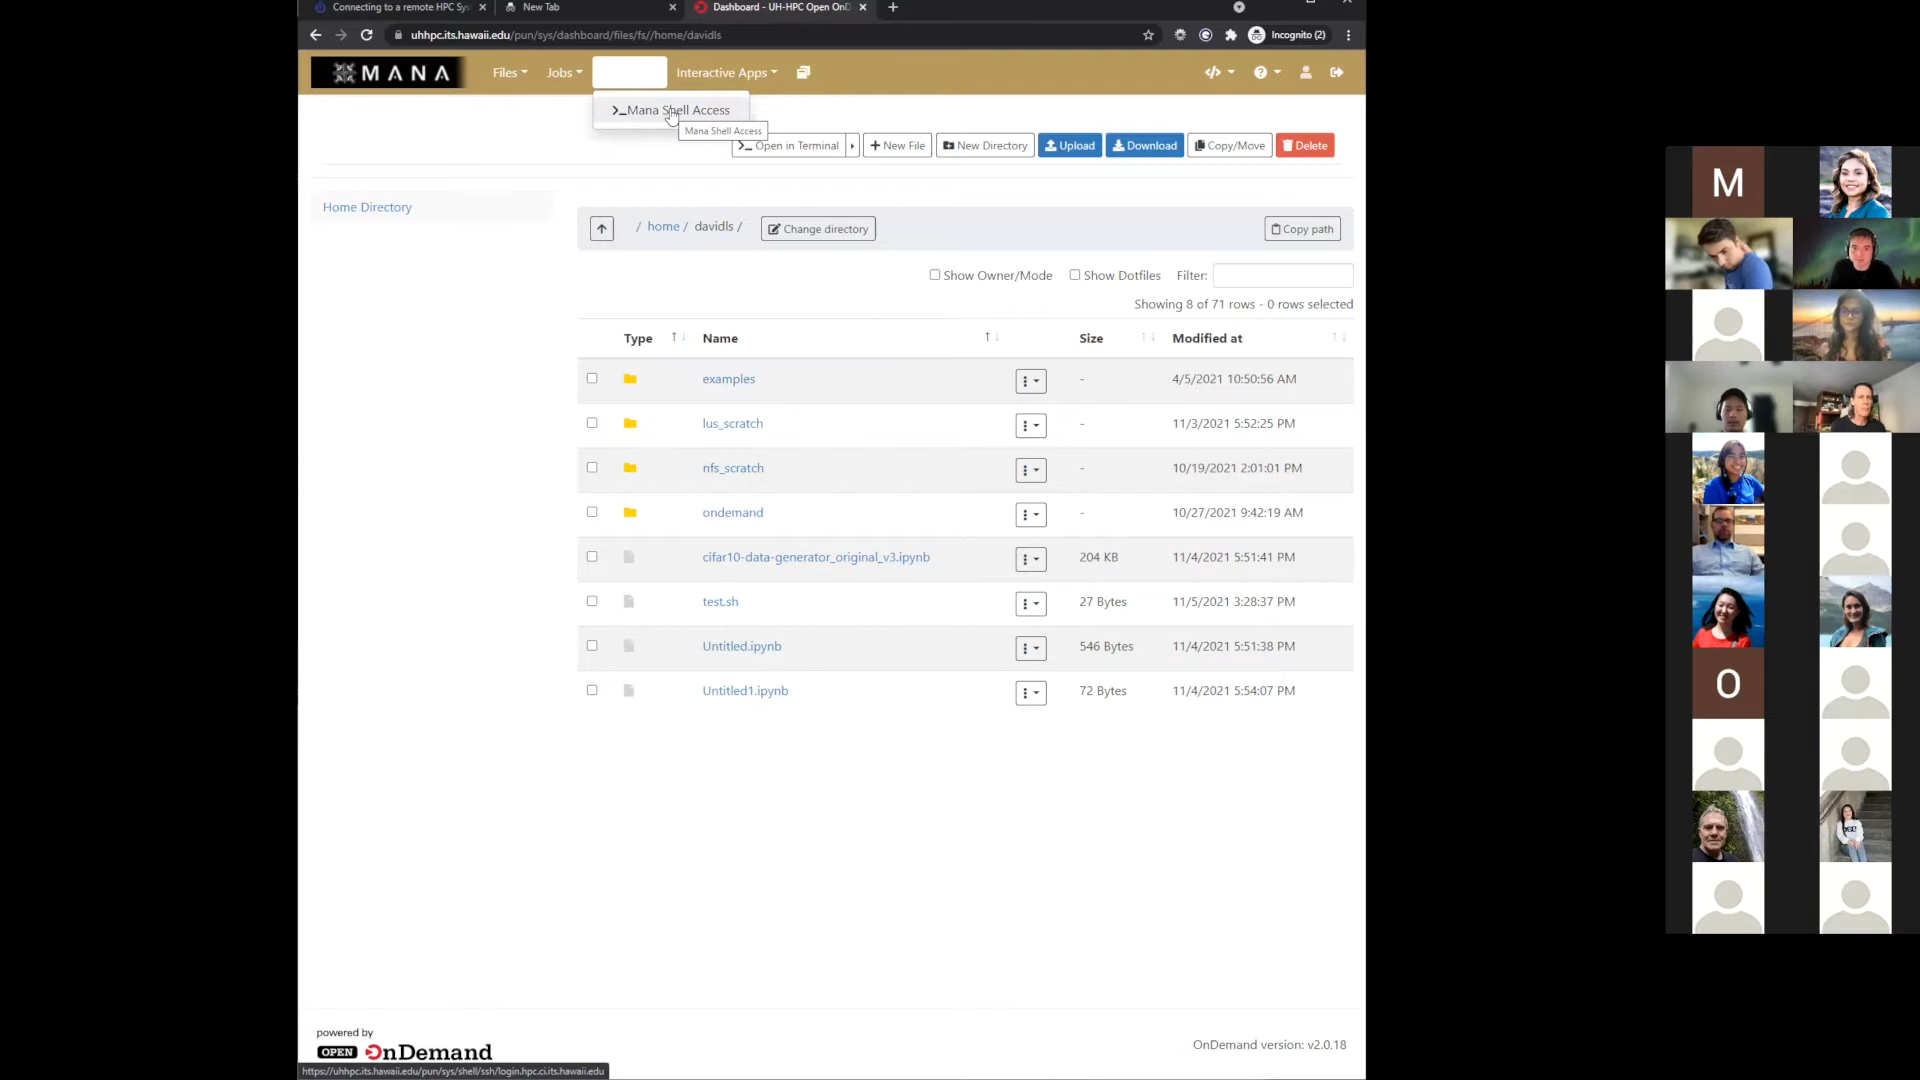 Connecting to a remote HPC Sy
New Tab
Dashboard - UH-HPC Open OnD
uhhpc.its.hawaii.edu/pun/sys/dashboard/files/fs//home/davidls
Incognito (2)
MANA
Files
Jobs
Interactive Apps
>_Mana Shell Access
Mana Shell Access
>_ Open in Terminal
New File
New Directory
Upload
Download
Copy/Move
Delete
Home Directory
/ home / davidls /
Change directory
Copy path
Show Owner/Mode
Show Dotfiles
Filter:
Showing 8 of 71 rows - 0 rows selected
Type Name Size Modified at
examples - 4/5/2021 10:50:56 AM
lus_scratch - 11/3/2021 5:52:25 PM
nfs_scratch - 10/19/2021 2:01:01 PM
ondemand - 10/27/2021 9:42:19 AM
cifar10-data-generator_original_v3.ipynb 204 KB 11/4/2021 5:51:41 PM
test.sh 27 Bytes 11/5/2021 3:28:37 PM
Untitled.ipynb 546 Bytes 11/4/2021 5:51:38 PM
Untitled1.ipynb 72 Bytes 11/4/2021 5:54:07 PM
powered by
OPEN OnDemand
OnDemand version: v2.0.18
https://uhhpc.its.hawaii.edu/pun/sys/shell/ssh/login.hpc.ci.its.hawaii.edu
M
O